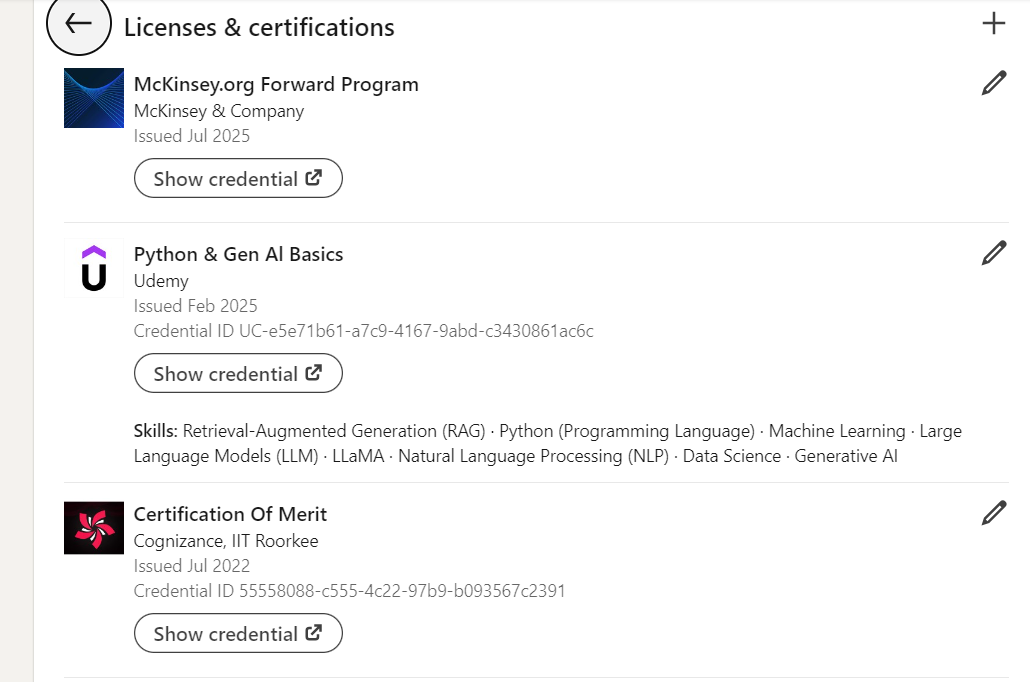 Licenses & certifications
McKinsey.org Forward Program
McKinsey & Company
Issued Jul 2025
Show credential
Python & Gen Al Basics
Udemy
Issued Feb 2025
Credential ID UC-e5e71b61-a7c9-4167-9abd-c3430861ac6c
Show credential
Skills: Retrieval-Augmented Generation (RAG) · Python (Programming Language) · Machine Learning · Large
Language Models (LLM) · LLaMA · Natural Language Processing (NLP) · Data Science · Generative AI
Certification Of Merit
Cognizance, IIT Roorkee
Issued Jul 2022
Credential ID 55558088-c555-4c22-97b9-b093567c2391
Show credential